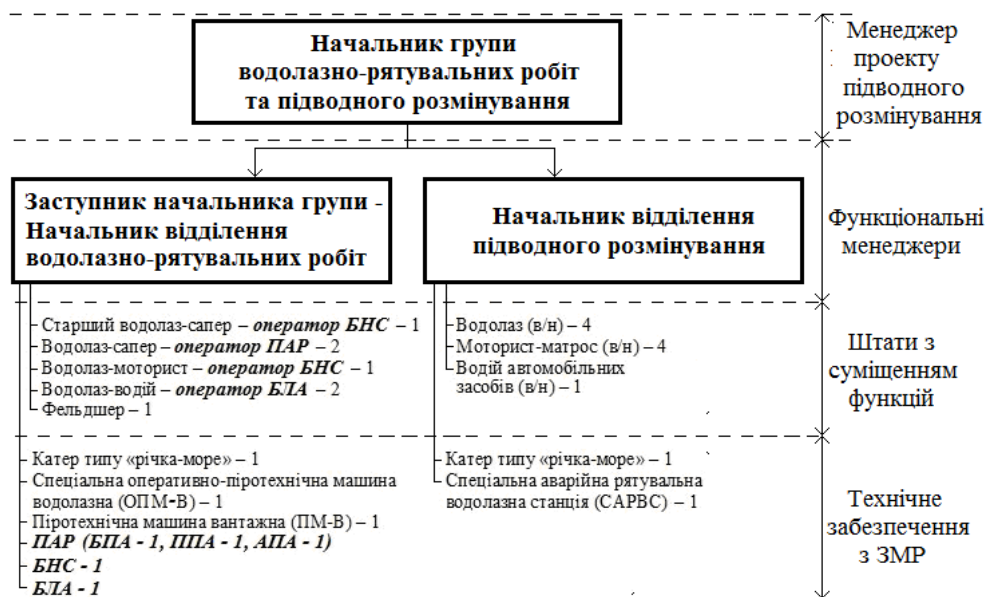 Начальник групи
водолазно-рятувальних робіт
та підводного розмінування
Менеджер
проекту
підводного
розмінування
Заступник начальника групи -
Начальник відділення
водолазно-рятувальних робіт
Начальник відділення
підводного розмінування
Функціональні
менеджери
Старший водолаз-сапер – оператор БНС – 1
Водолаз-сапер – оператор ПАР – 2
Водолаз-моторист – оператор БНС – 1
Водолаз-водій – оператор БЛА – 2
Фельдшер – 1
Водолаз (в/н) – 4
Моторист-матрос (в/н) – 4
Водій автомобільних
засобів (в/н) – 1
Штати з
суміщенням
функцій
Катер типу «річка-море» – 1
Спеціальна оперативно-піротехнічна машина
водолазна (ОПМ-В) – 1
Піротехнічна машина вантажна (ПМ-В) – 1
ПАР (БПА - 1, ППА - 1, АПА - 1)
БНС - 1
БЛА - 1
Катер типу «річка-море» – 1
Спеціальна аварійна рятувальна
водолазна станція (САРВС) – 1
Технічне
забезпечення
з ЗМР